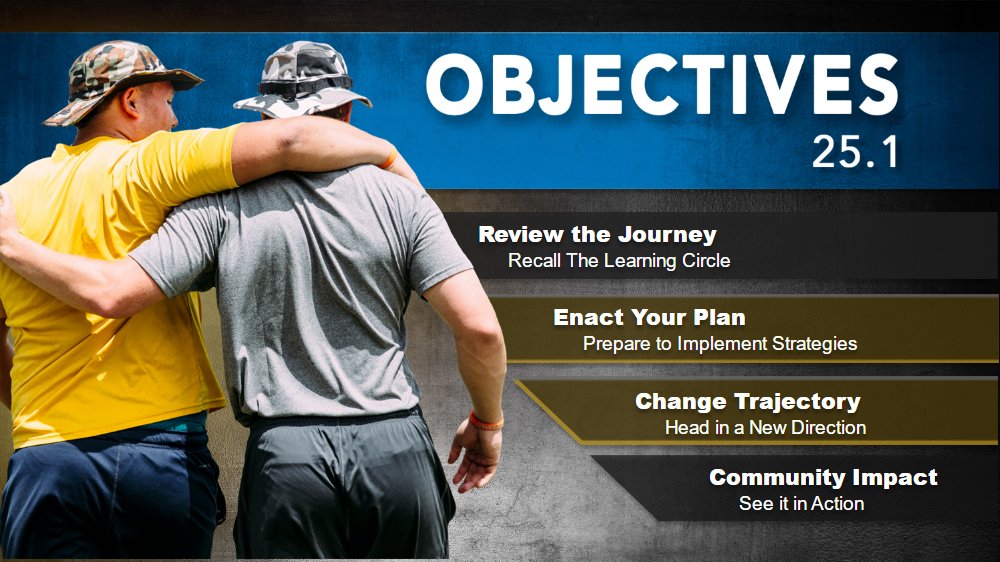 OBJECTIVES
25.1
Review the Journey
Recall The Learning Circle
Enact Your Plan
Prepare to Implement Strategies
Change Trajectory
Head in a New Direction
Community Impact
See it in Action